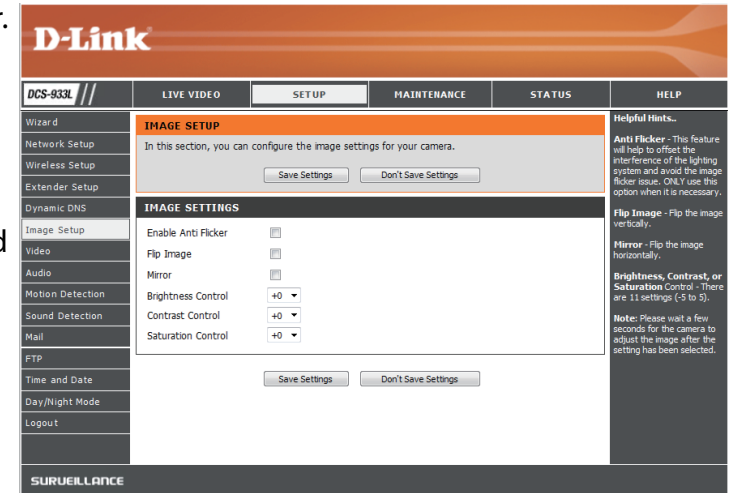 r.
D-Link
DCS-933L
LIVE VIDEO
SETUP
MAINTENANCE
STATUS
HELP
Wizard
Network Setup
Wireless Setup
Extender Setup
Dynamic DNS
Image Setup
Video
Audio
Motion Detection
Sound Detection
Mail
FTP
Time and Date
Day/Night Mode
Logout
d
IMAGE SETUP
In this section, you can configure the image settings for your camera.
Save Settings
Don't Save Settings
IMAGE SETTINGS
Enable Anti Flicker
Flip Image
Mirror
Brightness Control +0
Contrast Control +0
Saturation Control +0
Save Settings
Don't Save Settings
Helpful Hints..
Anti Flicker - This feature
will help to offset the
interference of the lighting
system and avoid the image
flicker issue. ONLY use this
option when it is necessary.
Flip Image - Flip the image
vertically.
Mirror - Flip the image
horizontally.
Brightness, Contrast, or
Saturation Control - There
are 11 settings (-5 to 5).
Note: Please wait a few
seconds for the camera to
adjust the image after the
setting has been selected.
SURVEILLANCE